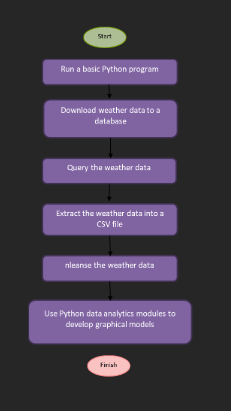 Start
Run a basic Python program
Download weather data to a
database
Query the weather data
Extract the weather data into a
CSV file
nleanse the weather data
Use Python data analytics modules to
develop graphical models
Finish